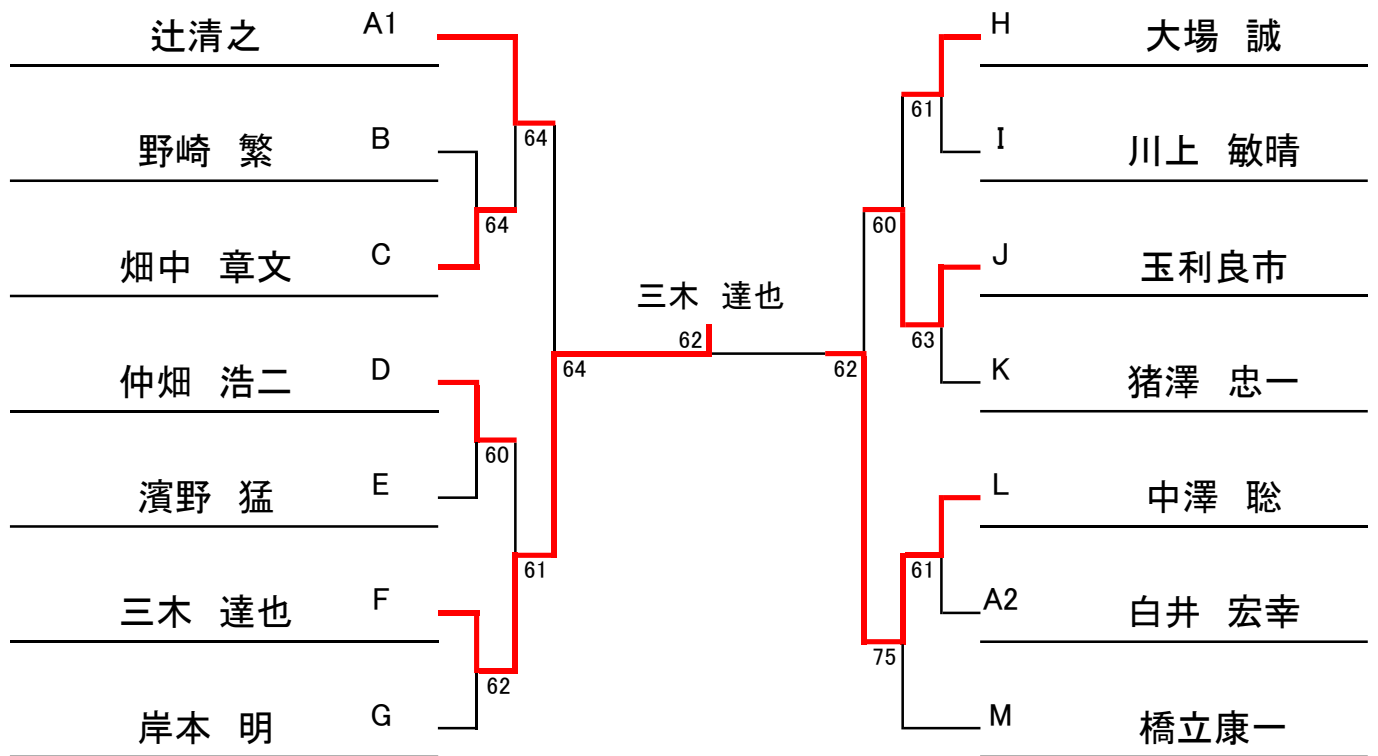 辻清之 A1
野崎 繁 B
畑中 章文 C
仲畑 浩二 D
濱野 猛 E
三木 達也 F
岸本 明 G
64
64
60
61
62
64
三木 達也
62
62
61
60
63
61
75
H 大場 誠
I 川上 敏晴
J 玉利良市
K 猪澤 忠一
L 中澤 聡
A2 白井 宏幸
M 橋立康一